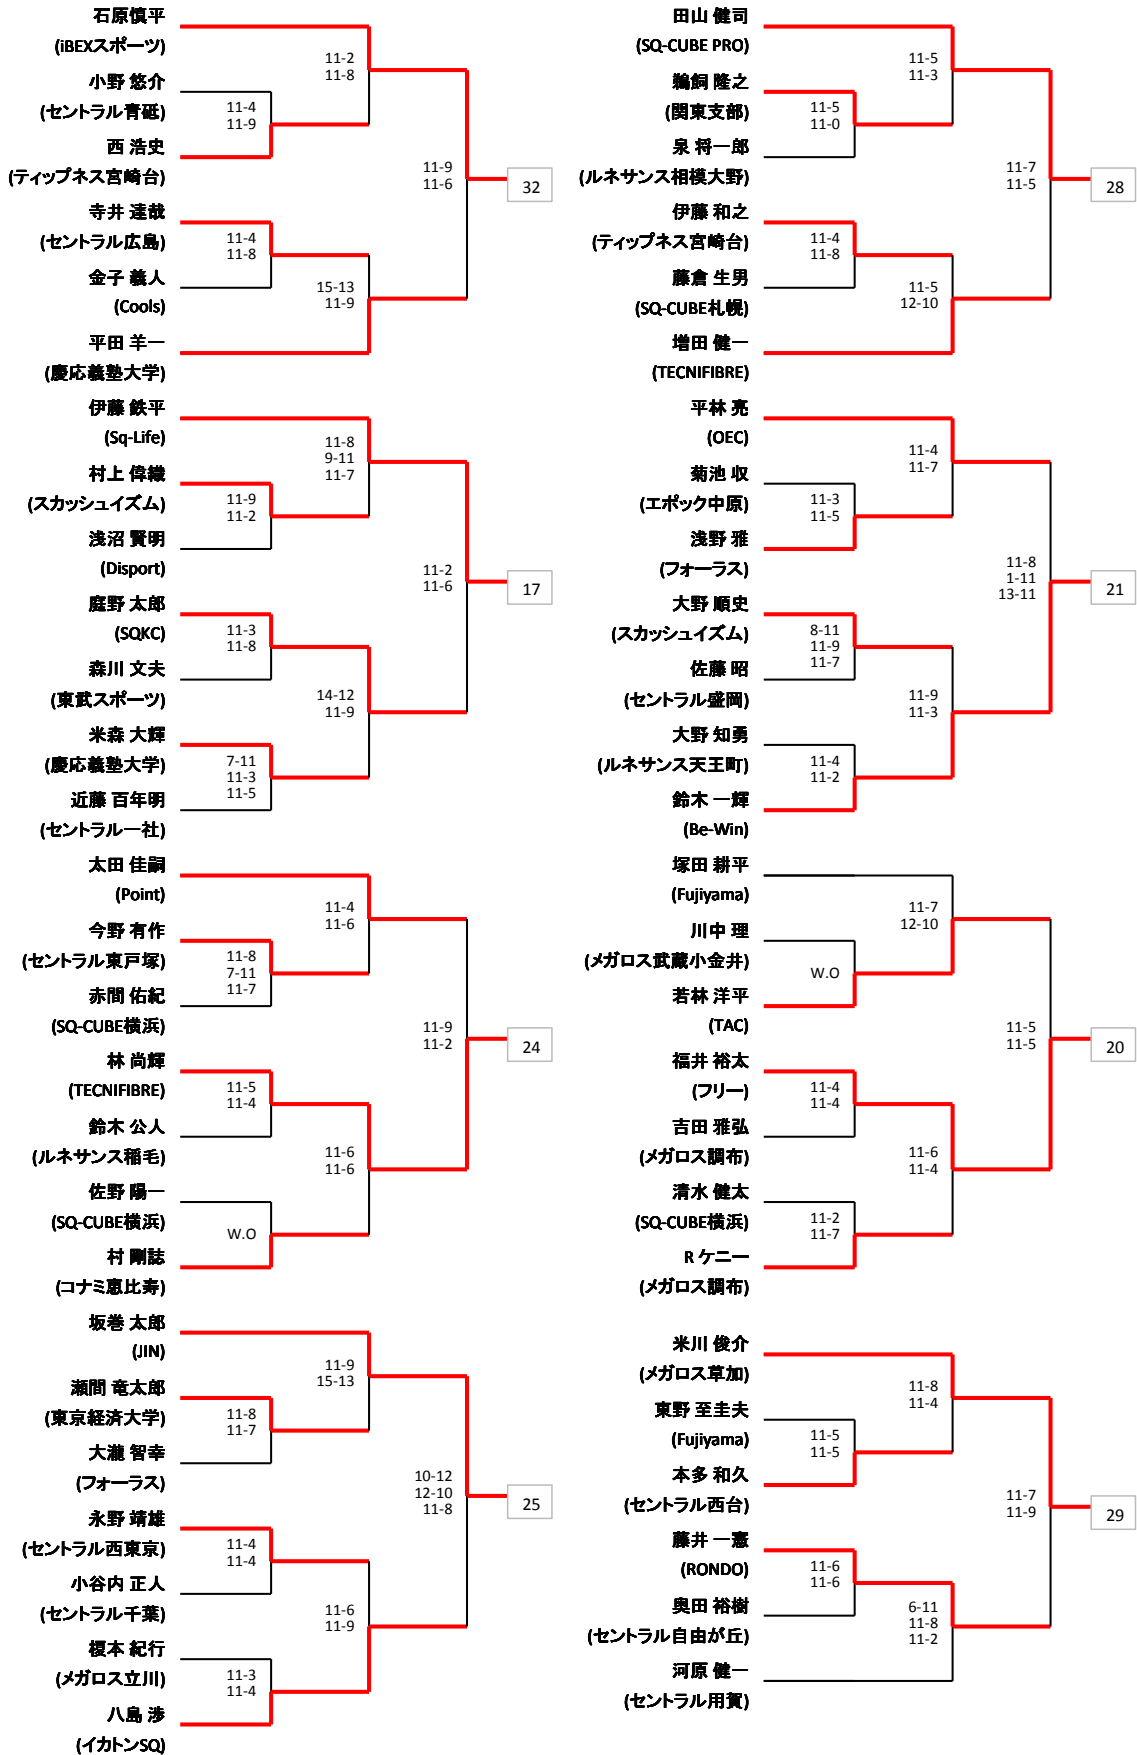 石原慎平
(iBEXスポーツ)
11-2
11-8
小野 悠介
(セントラル青砥)
11-4
11-9
西 浩史
(ティップネス宮崎台)
11-9
11-6
32
寺井 達哉
(セントラル広島)
11-4
11-8
金子 義人
(Cools)
15-13
11-9
平田 羊一
(慶応義塾大学)
伊藤 鉄平
(Sq-Life)
11-8
9-11
11-7
村上 偉織
(スカッシュイズム)
11-9
11-2
浅沼 賢明
(Disport)
11-2
11-6
17
庭野 太郎
(SQKC)
11-3
11-8
森川 文夫
(東武スポーツ)
14-12
11-9
米森 大輝
(慶応義塾大学)
7-11
11-3
11-5
近藤 百年明
(セントラル一社)
太田 佳嗣
(Point)
11-4
11-6
今野 有作
(セントラル東戸塚)
11-8
7-11
11-7
赤間 佑紀
(SQ-CUBE横浜)
11-9
11-2
24
林 尚輝
(TECNIFIBRE)
11-5
11-4
鈴木 公人
(ルネサンス稲毛)
11-6
11-6
佐野 陽一
(SQ-CUBE横浜)
W.O
村 剛誌
(コナミ恵比寿)
坂巻 太郎
(JIN)
11-9
15-13
瀬間 竜太郎
(東京経済大学)
11-8
11-7
大瀧 智幸
(フォーラス)
10-12
12-10
11-8
25
永野 靖雄
(セントラル西東京)
11-4
11-4
小谷内 正人
(セントラル千葉)
11-6
11-9
榎本 紀行
(メガロス立川)
11-3
11-4
八島 渉
(イカトンSQ)
田山 健司
(SQ-CUBE PRO)
11-5
11-3
鵜飼 隆之
(関東支部)
11-5
11-0
泉 将一郎
(ルネサンス相模大野)
11-7
11-5
28
伊藤 和之
(ティップネス宮崎台)
11-4
11-8
藤倉 生男
(SQ-CUBE札幌)
11-5
12-10
増田 健一
(TECNIFIBRE)
平林 亮
(OEC)
11-4
11-7
菊池 収
(エポック中原)
11-3
11-5
浅野 雅
(フォーラス)
11-8
1-11
13-11
21
大野 順史
(スカッシュイズム)
8-11
11-9
11-7
佐藤 昭
(セントラル盛岡)
11-9
11-3
大野 知勇
(ルネサンス天王町)
11-4
11-2
鈴木 一輝
(Be-Win)
塚田 耕平
(Fujiyama)
11-7
12-10
川中 理
(メガロス武蔵小金井)
W.O
若林 洋平
(TAC)
11-5
11-5
20
福井 裕太
(フリー)
11-4
11-4
吉田 雅弘
(メガロス調布)
11-6
11-4
清水 健太
(SQ-CUBE横浜)
11-2
11-7
R ケニー
(メガロス調布)
米川 俊介
(メガロス草加)
11-8
11-4
東野 至圭夫
(Fujiyama)
11-5
11-5
本多 和久
(セントラル西台)
11-7
11-9
29
藤井 一憲
(RONDO)
11-6
11-6
奥田 裕樹
(セントラル自由が丘)
6-11
11-8
11-2
河原 健一
(セントラル用賀)